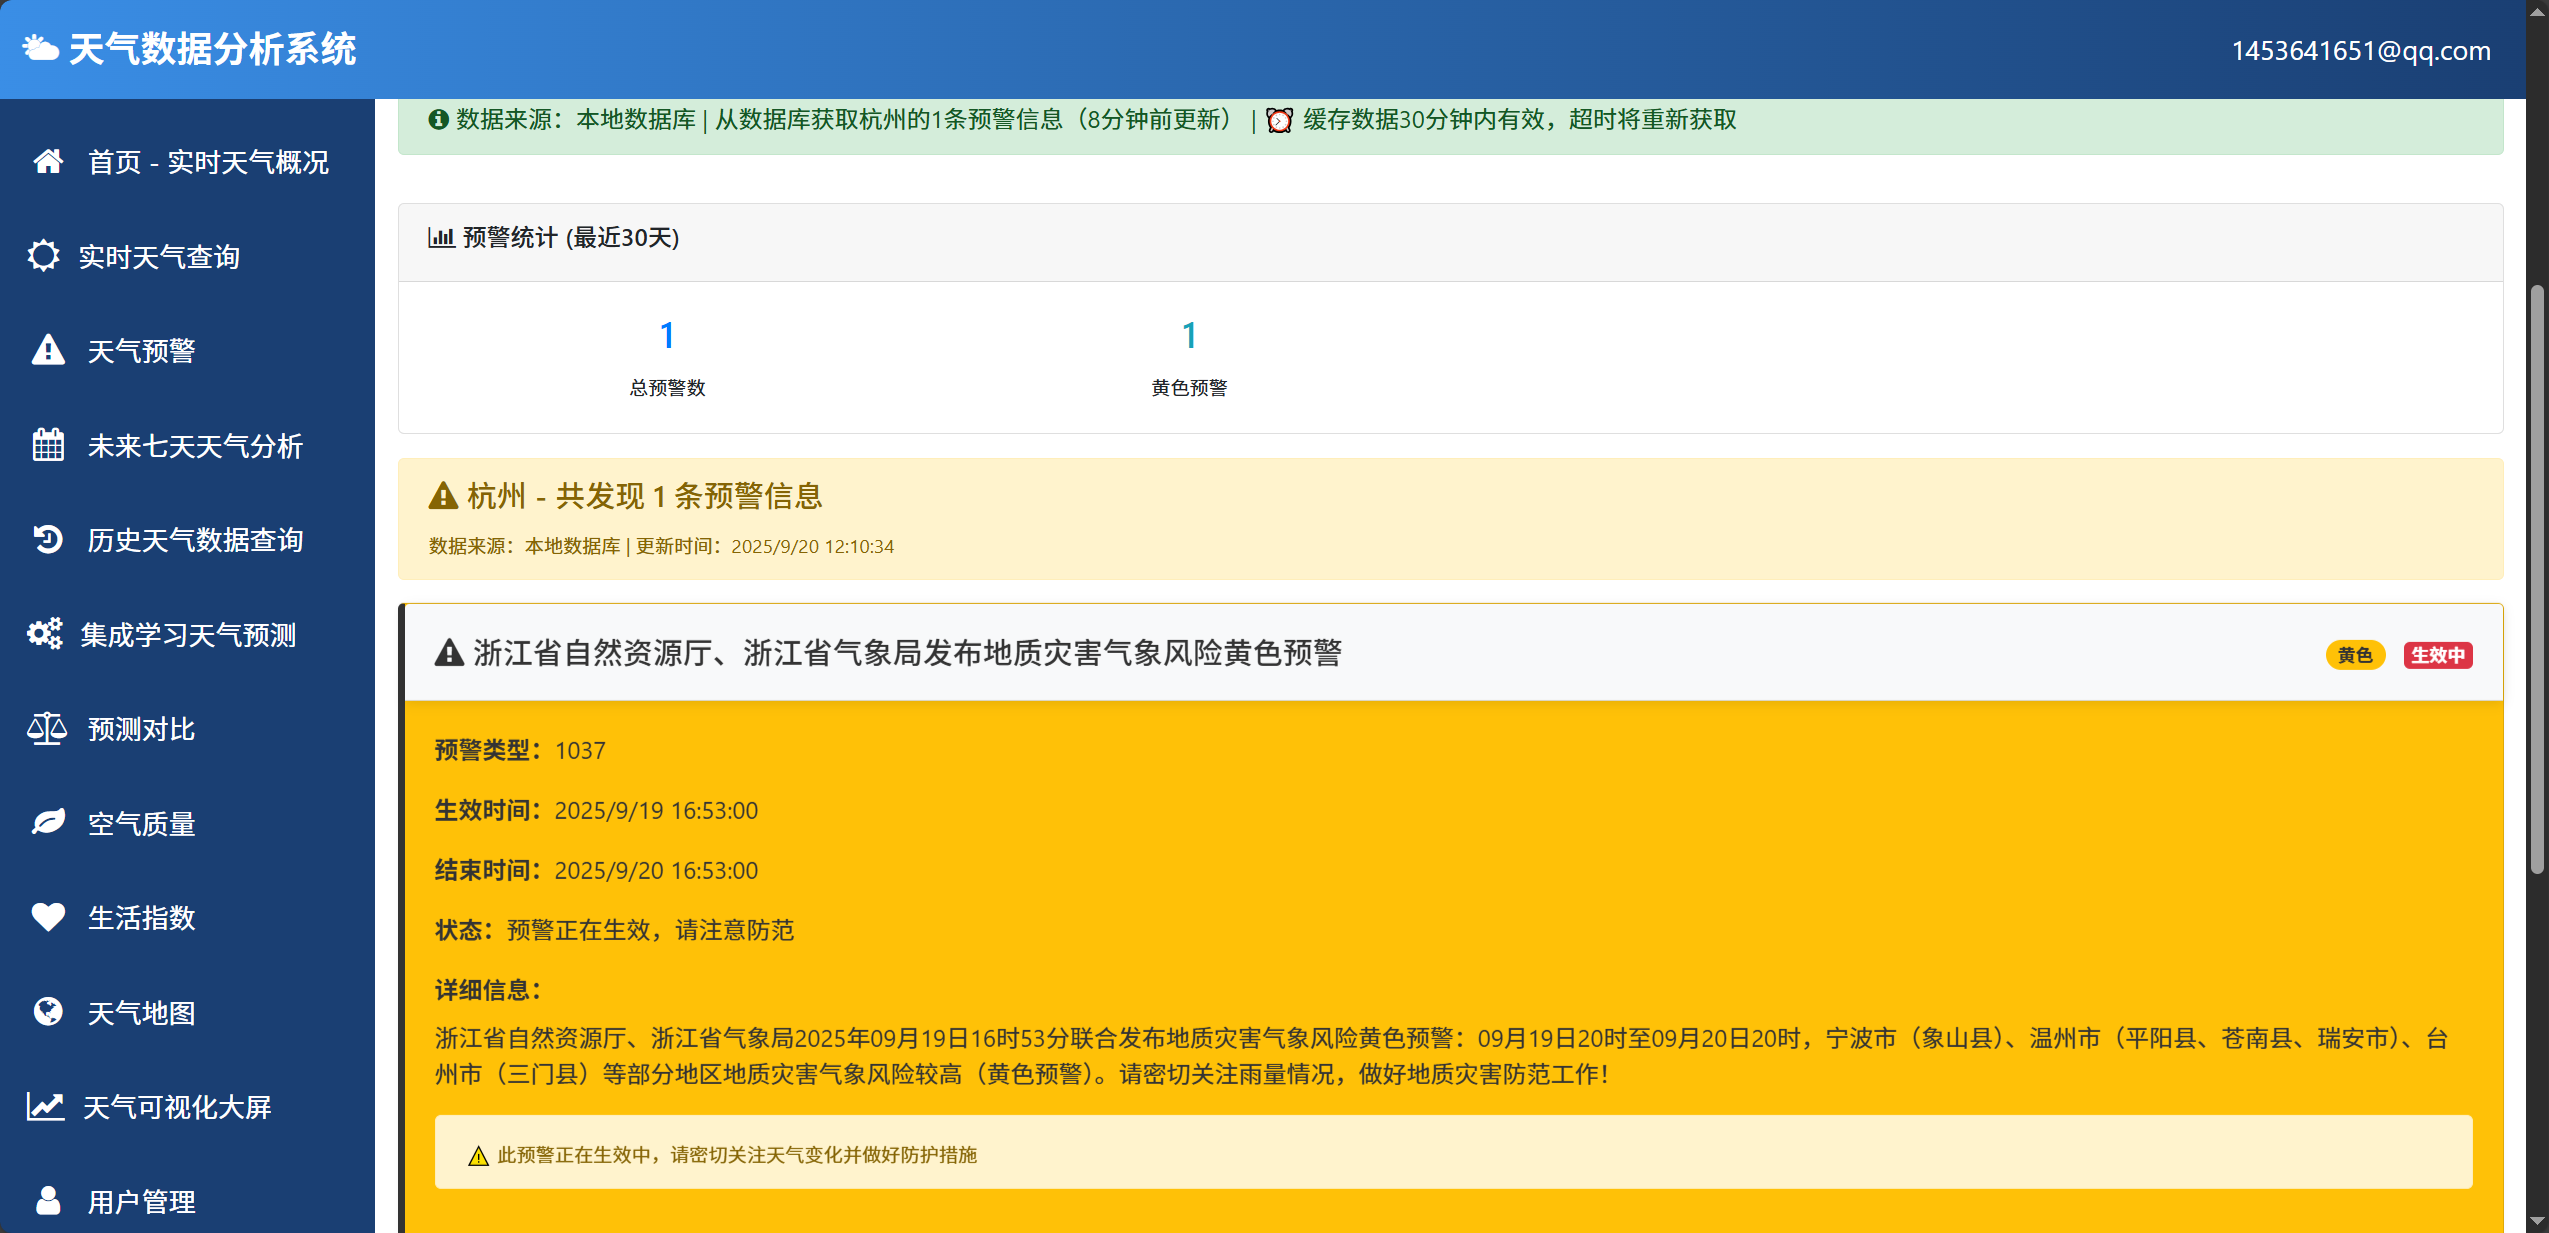 天气数据分析系统
1453641651@qq.com
首页 - 实时天气概况
实时天气查询
天气预警
未来七天天气分析
历史天气数据查询
集成学习天气预测
预测对比
空气质量
生活指数
天气地图
天气可视化大屏
用户管理
数据来源：本地数据库 | 从数据库获取杭州的1条预警信息（8分钟前更新） | ⏰ 缓存数据30分钟内有效，超时将重新获取
预警统计 (最近30天)
1
总预警数
1
黄色预警
杭州 - 共发现 1 条预警信息
数据来源：本地数据库 | 更新时间：2025/9/20 12:10:34
浙江省自然资源厅、浙江省气象局发布地质灾害气象风险黄色预警
黄色
生效中
预警类型：1037
生效时间：2025/9/19 16:53:00
结束时间：2025/9/20 16:53:00
状态：预警正在生效，请注意防范
详细信息：
浙江省自然资源厅、浙江省气象局2025年09月19日16时53分联合发布地质灾害气象风险黄色预警：09月19日20时至09月20日20时，宁波市（象山县）、温州市（平阳县、苍南县、瑞安市）、台
州市（三门县）等部分地区地质灾害气象风险较高（黄色预警）。请密切关注雨量情况，做好地质灾害防范工作！
⚠ 此预警正在生效中，请密切关注天气变化并做好防护措施